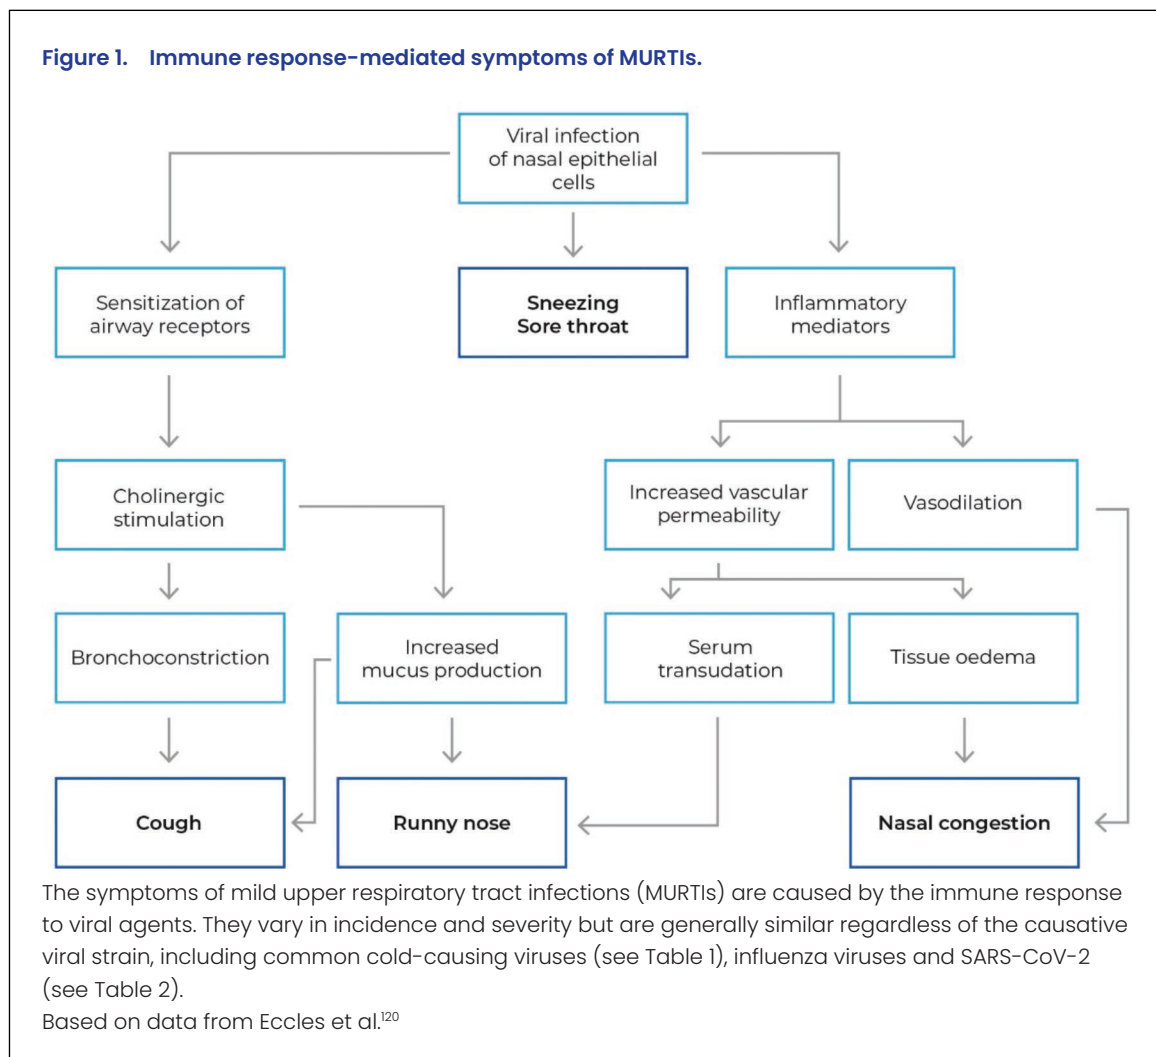 Figure 1. Immune response-mediated symptoms of MURTIs.
Viral infection
of nasal epithelial
cells
Sensitization of
airway receptors
Sneezing
Sore throat
Inflammatory
mediators
Cholinergic
stimulation
Increased vascular
permeability
Vasodilation
Bronchoconstriction
Increased
mucus production
Serum
transudation
Tissue oedema
Cough
Runny nose
Nasal congestion
The symptoms of mild upper respiratory tract infections (MURTIs) are caused by the immune response
to viral agents. They vary in incidence and severity but are generally similar regardless of the causative
viral strain, including common cold-causing viruses (see Table 1), influenza viruses and SARS-CoV-2
(see Table 2).
Based on data from Eccles et al.120